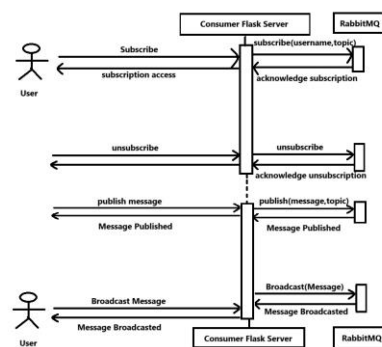 Consumer Flask Server
RabbitMQ
Subscribe
subscribe(username,topic)
subscription access
acknowledge subscription
User
unsubscribe
unsubscribe
acknowledge unsubscription
publish message
publish(message,topic)
Message Published
Message Published
Broadcast(Message)
Broadcast Message
Message Broadcasted
Message Broadcasted
User
Consumer Flask Server
RabbitMQ